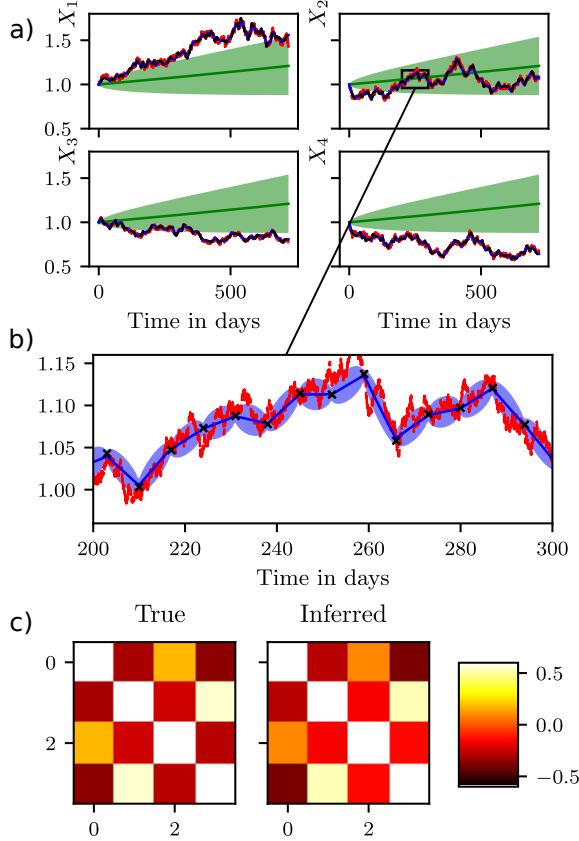 a)
X1 X2
1.5
1.0
0.5
X3 X4
1.5
1.0
0.5
0 500 0 500
Time in days Time in days
b)
1.15
1.10
1.05
1.00
200 220 240 260 280 300
Time in days
c)
True Inferred
0
2
0 2 0 2
0.5
0.0
−0.5